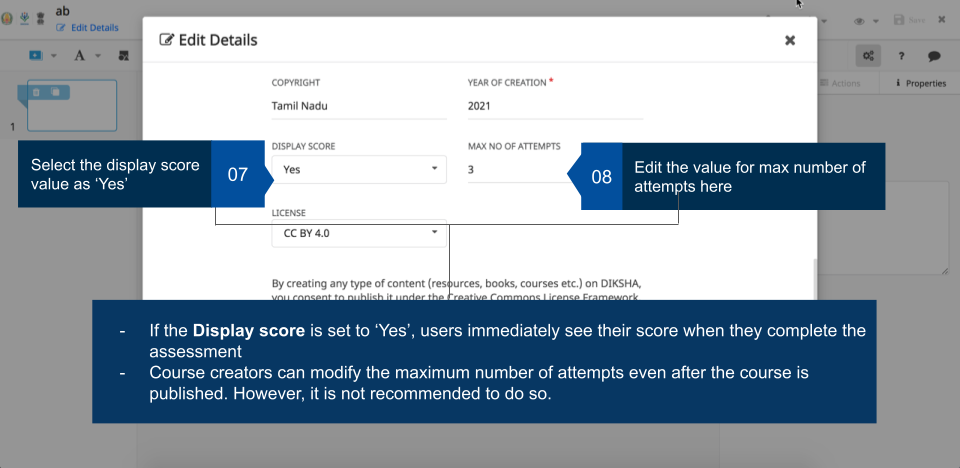 ab
Edit Details
Save
Edit Details
A
?
Actions
Properties
1
COPYRIGHT
YEAR OF CREATION *
Tamil Nadu
2021
DISPLAY SCORE
MAX NO OF ATTEMPTS
Yes
3
Select the display score
value as ‘Yes’
07
08
Edit the value for max number of
attempts here
LICENSE
CC BY 4.0
By creating any type of content (resources, books, courses etc.) on DIKSHA,
you consent to publish it under the Creative Commons License Framework.
- If the Display score is set to ‘Yes’, users immediately see their score when they complete the
assessment
- Course creators can modify the maximum number of attempts even after the course is
published. However, it is not recommended to do so.